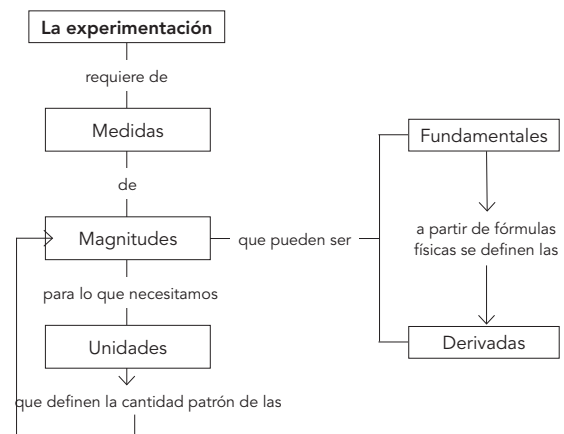 La experimentación
requiere de
Medidas
de
Magnitudes
para lo que necesitamos
Unidades
que definen la cantidad patrón de las
que pueden ser
Fundamentales
a partir de fórmulas
físicas se definen las
Derivadas